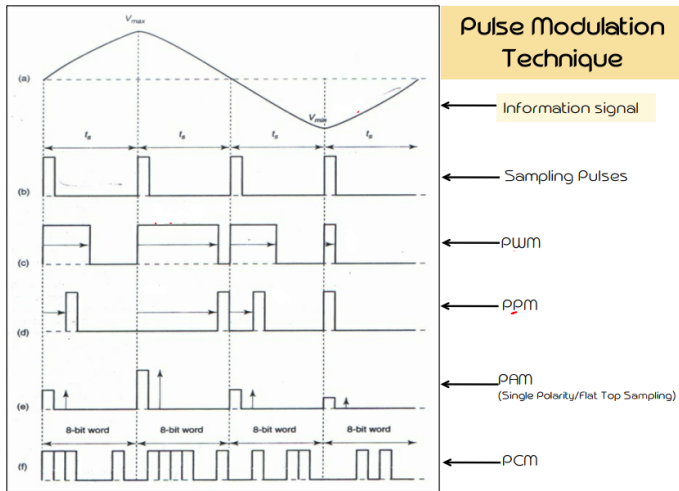 Pulse Modulation
Technique
Vmax
(a)
Vmin
Information signal
ts ts ts ts
(b)
Sampling Pulses
(c)
PWM
(d)
PPM
(e)
PAM
(Single Polarity/Flat Top Sampling)
8-bit word 8-bit word 8-bit word 8-bit word
(f)
PCM